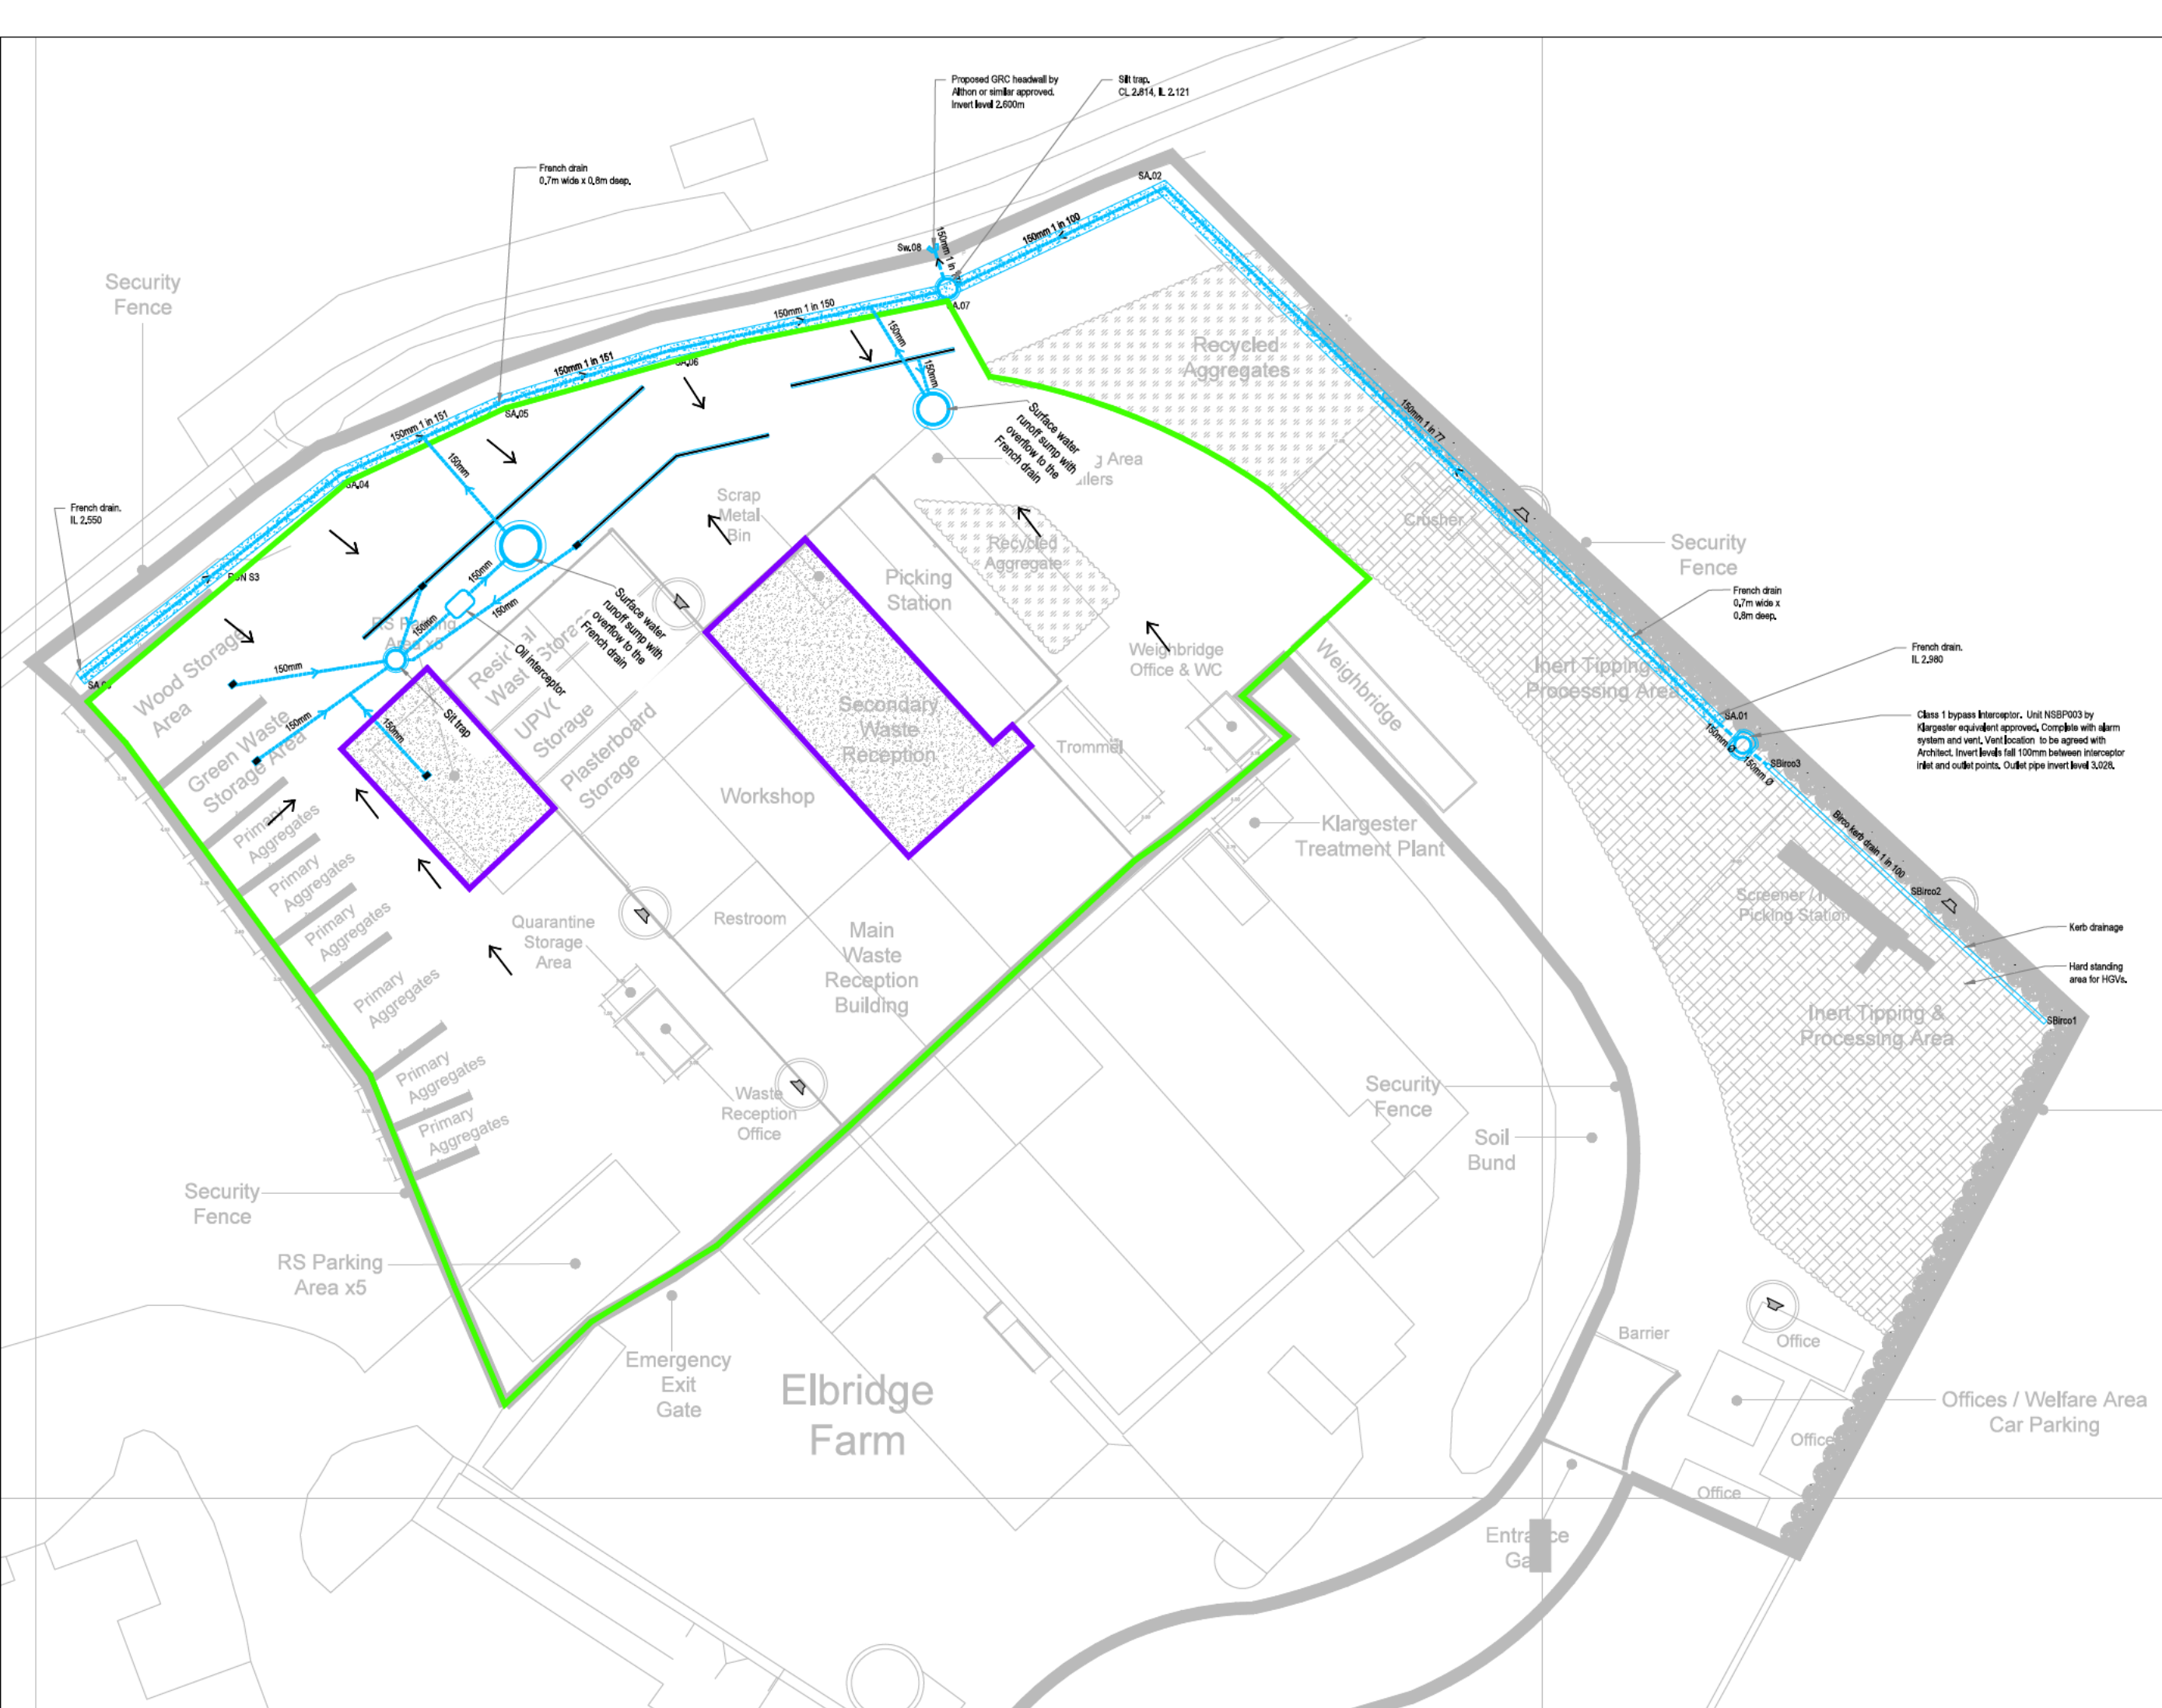 Proposed GRC headwall by
Althon or similar approved.
Invert level 2.600m
Silt trap.
CL 2.814, IL 2.121
French drain
0.7m wide x 0.8m deep.
SA.02
150mm 1 in 100
Sw.08
150mm 1 in
Security
Fence
150mm 1 in 150
A.07
150mm
150mm
150mm 1 in 151
SA.06
Recycled
Aggregates
SA.05
150mm 1 in 151
150mm
150mm 1 in 77
Surface water
runoff sump with
overflow to the
French drain
Area
SA.04
French drain.
IL 2.550
Scrap
Metal
Bin
Crusher
Security
Fence
Recycled
Aggregate
Picking
Station
150mm
150mm
150mm
Surface water
runoff sump with
overflow to the
French drain
Oil interceptor
French drain
0.7m wide x
0.8m deep.
Weighbridge
Office & WC
Weighbridge
Inert Tipping &
Processing Area
French drain.
IL 2.980
150mm
Wood Storage
Area
Storage
UPVC
Storage
Silt trap
Secondary
Waste
Reception
SA.01
150mm Ø
150mm Ø
SBirco3
Class 1 bypass Interceptor. Unit NSBP003 by
Klargester equivalent approved. Complete with alarm
system and vent. Vent location to be agreed with
Architect. Invert levels fall 100mm between interceptor
inlet and outlet points. Outlet pipe invert level 3.028.
150mm
150mm
Green Waste
Storage Area
Plasterboard
Storage
Trommel
Workshop
Klargester
Treatment Plant
Birco kerb drain 1 in 100
Primary
Aggregates
Primary
Aggregates
Primary
Aggregates
Primary
Aggregates
Primary
Aggregates
Primary
Aggregates
Screener /
Picking Station
SBirco2
Kerb drainage
Hard standing
area for HGVs.
Quarantine
Storage
Area
Restroom
Main
Waste
Reception
Building
Inert Tipping &
Processing Area
SBirco1
Waste
Reception
Office
Security
Fence
Soil
Bund
Security
Fence
RS Parking
Area x5
Emergency
Exit
Gate
Elbridge
Farm
Barrier
Office
Offices / Welfare Area
Car Parking
Office
Office